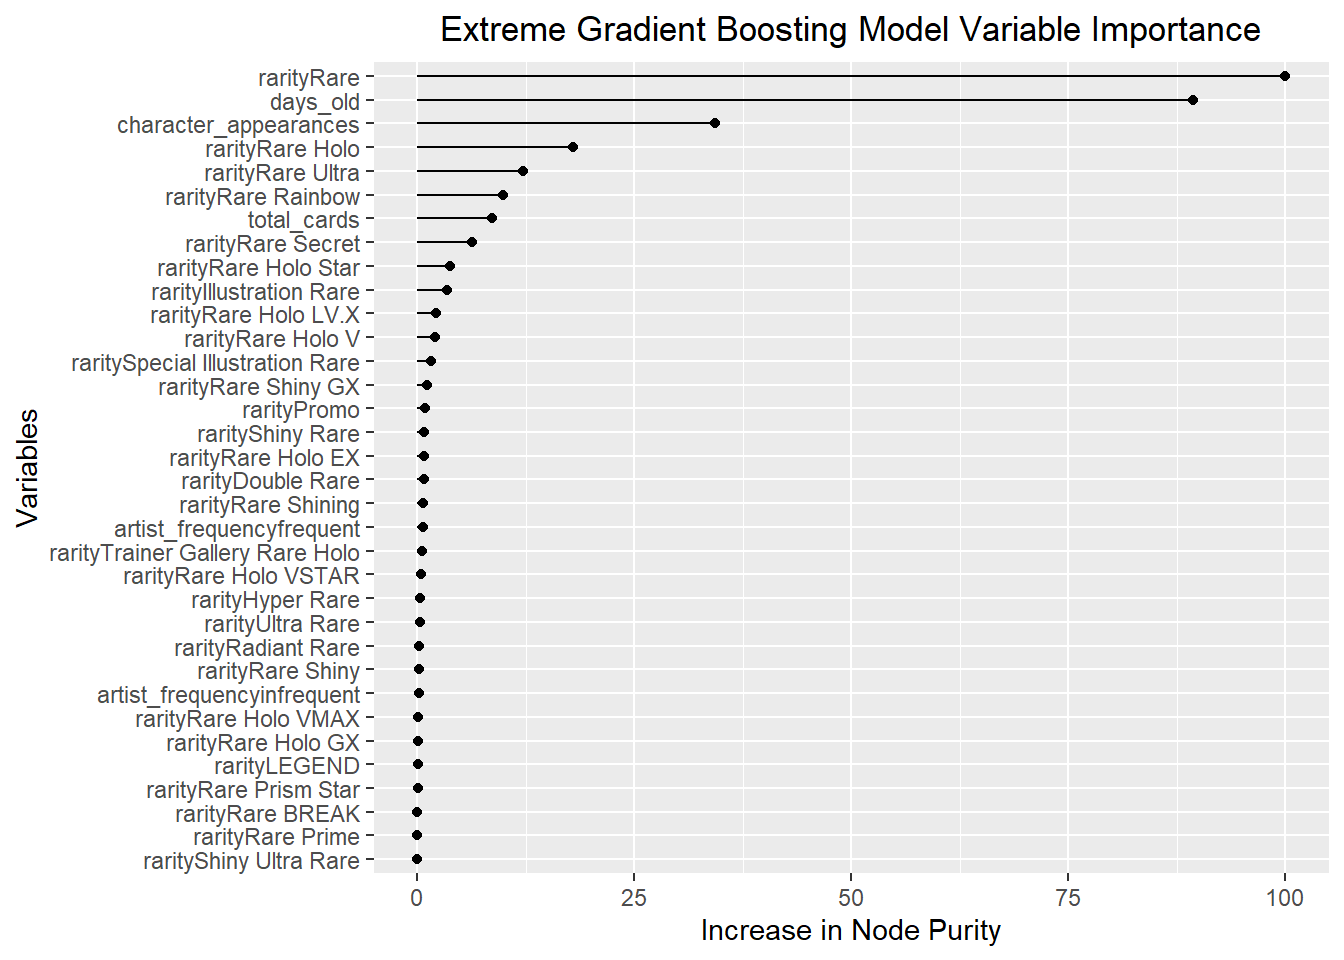 Extreme Gradient Boosting Model Variable Importance
rarityRare
days_old
character_appearances
rarityRare Holo
rarityRare Ultra
rarityRare Rainbow
total_cards
rarityRare Secret
rarityRare Holo Star
rarityIllustration Rare
rarityRare Holo LV.X
rarityRare Holo V
raritySpecial Illustration Rare
rarityRare Shiny GX
rarityPromo
rarityShiny Rare
rarityRare Holo EX
rarityDouble Rare
rarityRare Shining
artist_frequencyfrequent
rarityTrainer Gallery Rare Holo
rarityRare Holo VSTAR
rarityHyper Rare
rarityUltra Rare
rarityRadiant Rare
rarityRare Shiny
artist_frequencyinfrequent
rarityRare Holo VMAX
rarityRare Holo GX
rarityLEGEND
rarityRare Prism Star
rarityRare BREAK
rarityRare Prime
rarityShiny Ultra Rare
Variables
0 25 50 75 100
Increase in Node Purity